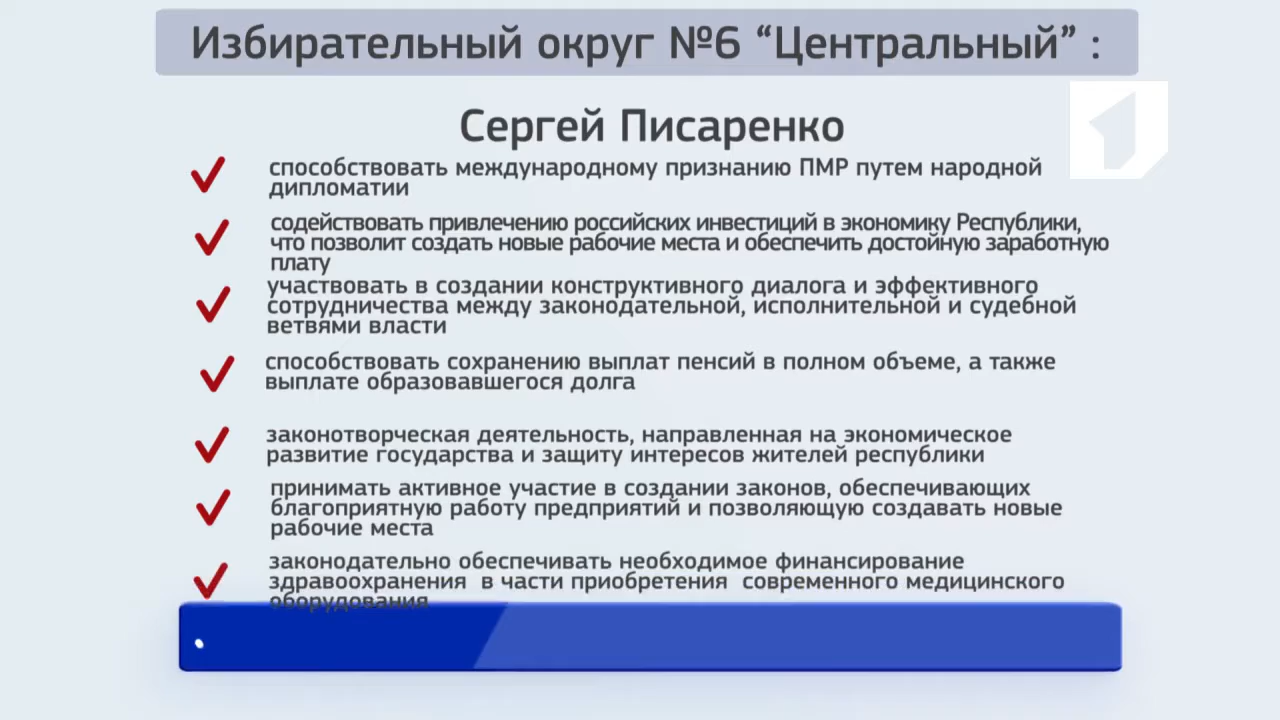 Избирательный округ №6 “Центральный” :
Сергей Писаренко
способствовать международному признанию ПМР путем народной
дипломатии
содействовать привлечению российских инвестиций в экономику Республики,
что позволит создать новые рабочие места и обеспечить достойную заработную
плату
участвовать в создании конструктивного диалога и эффективного
сотрудничества между законодательной, исполнительной и судебной
ветвями власти
способствовать сохранению выплат пенсий в полном объеме, а также
выплате образовавшегося долга
законотворческая деятельность, направленная на экономическое
развитие государства и защиту интересов жителей республики
принимать активное участие в создании законов, обеспечивающих
благоприятную работу предприятий и позволяющую создавать новые
рабочие места
законодательно обеспечивать необходимое финансирование
здравоохранения в части приобретения современного медицинского
оборудования